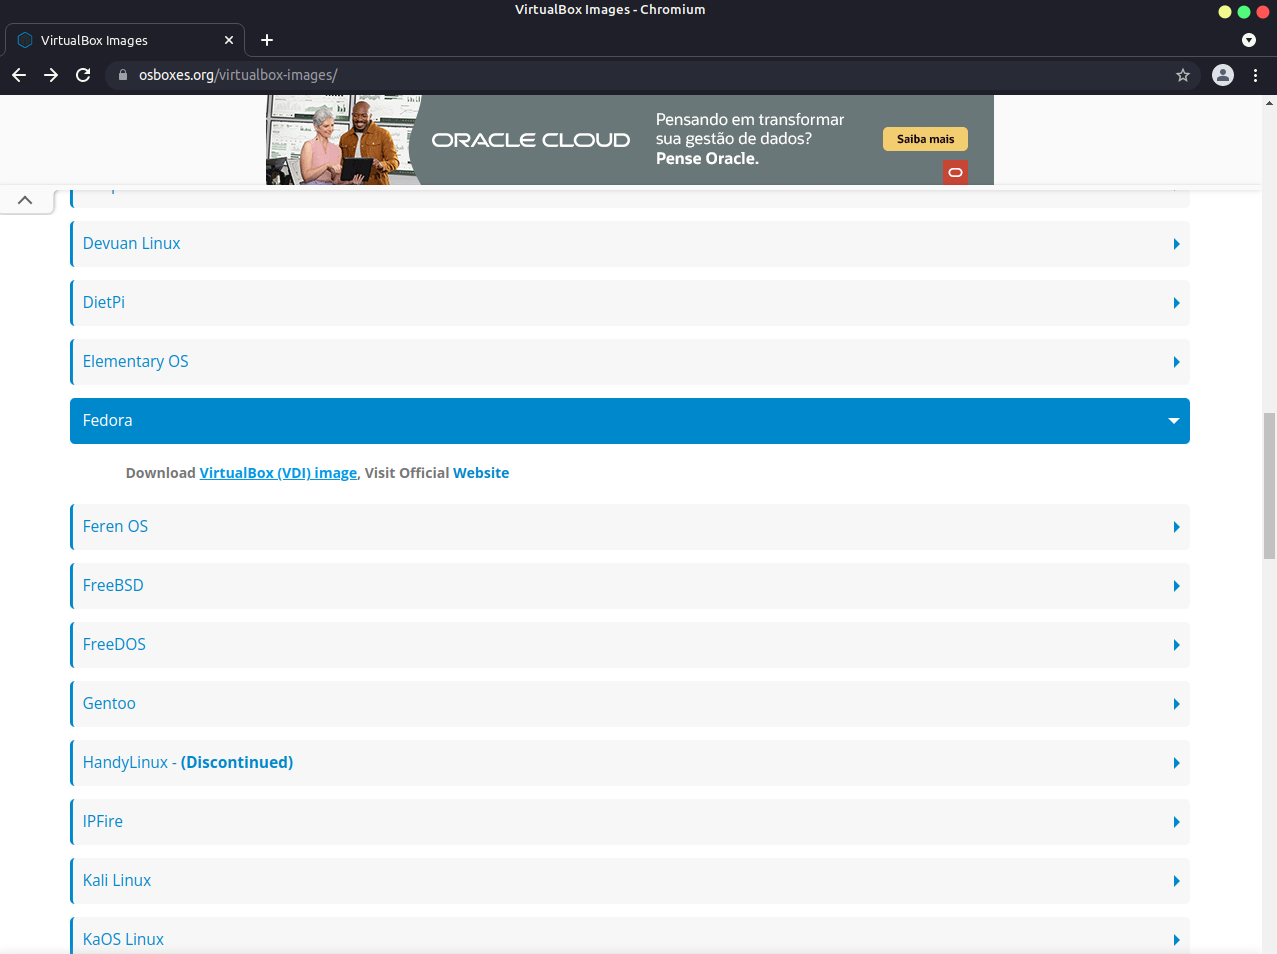 VirtualBox Images - Chromium
VirtualBox Images
osboxes.org/virtualbox-images/
ORACLE CLOUD
Pensando em transformar
sua gestão de dados?
Pense Oracle.
Saiba mais
Devuan Linux
DietPi
Elementary OS
Fedora
Download VirtualBox (VDI) image, Visit Official Website
Feren OS
FreeBSD
FreeDOS
Gentoo
HandyLinux - (Discontinued)
IPFire
Kali Linux
KaOS Linux